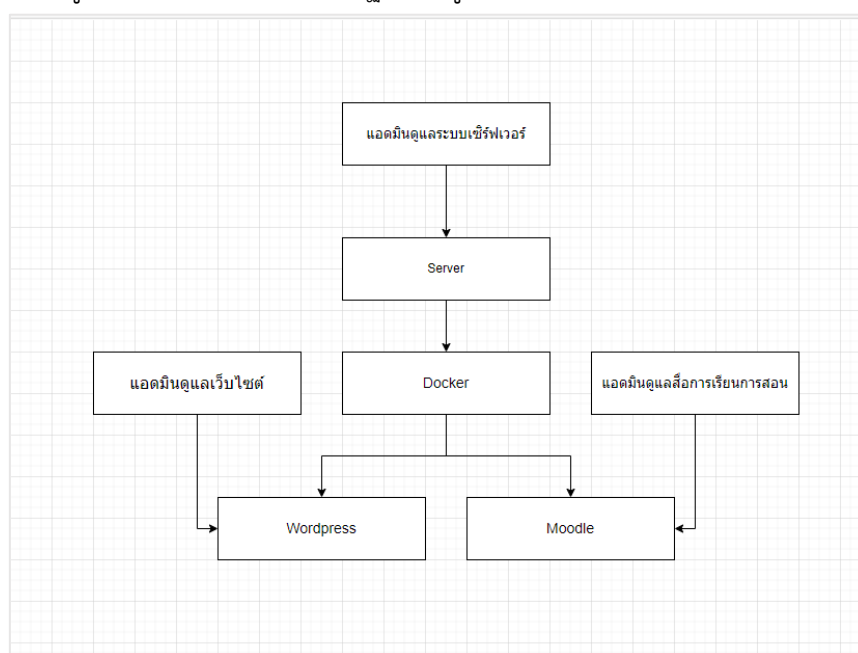 แอดมินดูแลระบบเซิร์ฟเวอร์
Server
แอดมินดูแลเว็บไซต์
Docker
แอดมินดูแลสื่อการเรียนการสอน
Wordpress
Moodle